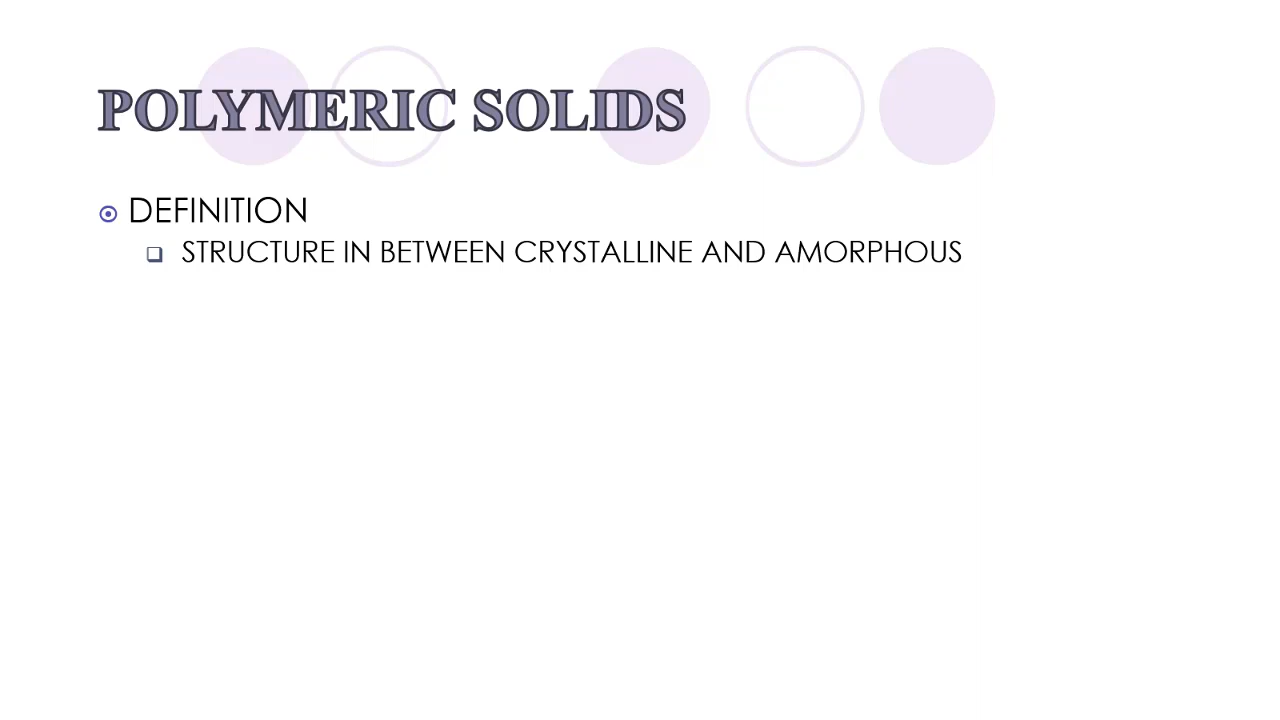 POLYMERIC SOLIDS
DEFINITION
STRUCTURE IN BETWEEN CRYSTALLINE AND AMORPHOUS